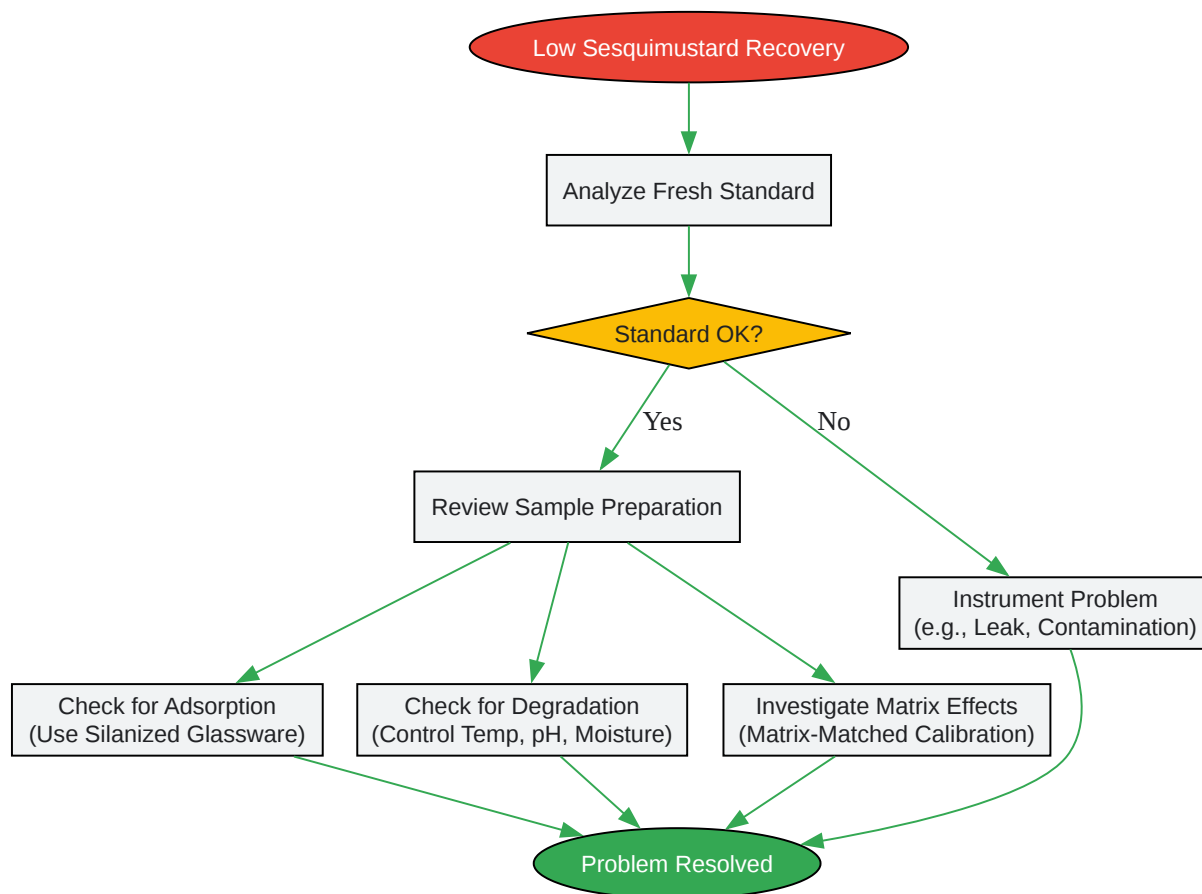 Low Sesquimustard Recovery
Analyze Fresh Standard
Standard OK?
Yes
No
Review Sample Preparation
Instrument Problem
(e.g., Leak, Contamination)
Check for Adsorption
(Use Silanized Glassware)
Check for Degradation
(Control Temp, pH, Moisture)
Investigate Matrix Effects
(Matrix-Matched Calibration)
Problem Resolved